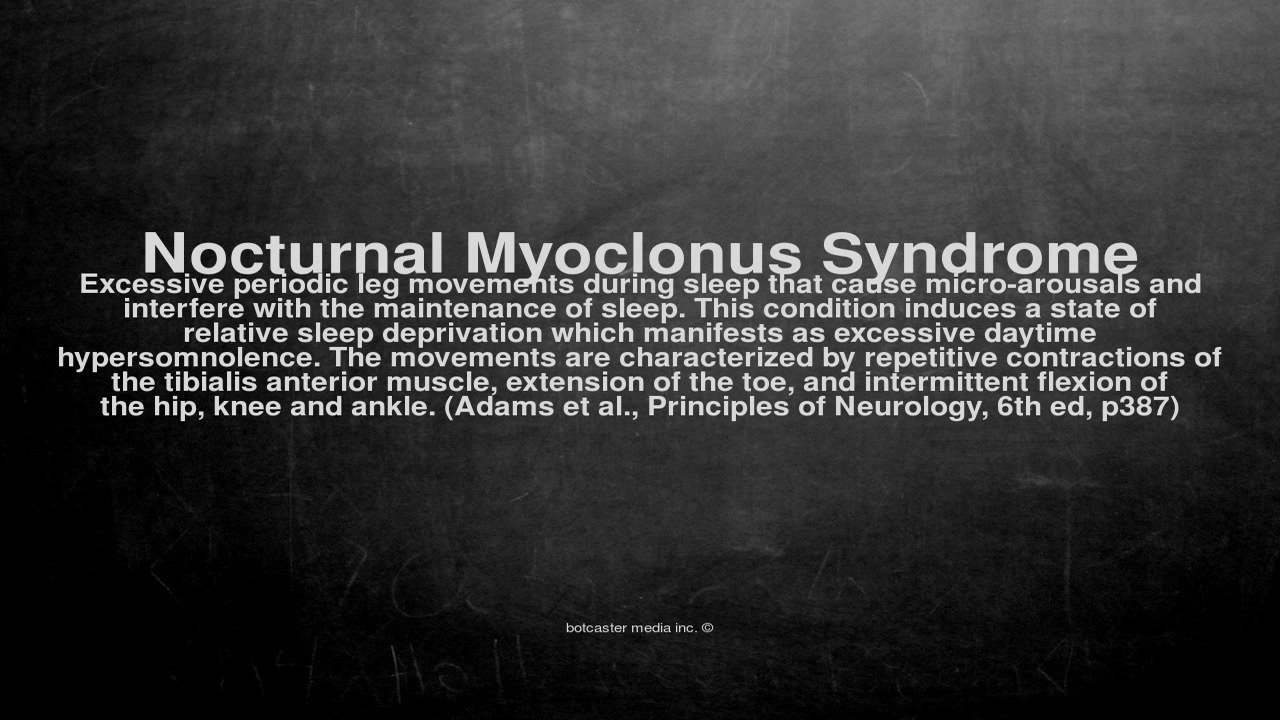 Nocturnal Myoclonus Syndrome
Excessive periodic leg movements during sleep that cause micro-arousals and
interfere with the maintenance of sleep. This condition induces a state of
relative sleep deprivation which manifests as excessive daytime
hypersomnolence. The movements are characterized by repetitive contractions of
the tibialis anterior muscle, extension of the toe, and intermittent flexion of
the hip, knee and ankle. (Adams et al., Principles of Neurology, 6th ed, p387)
botcaster media inc. ©